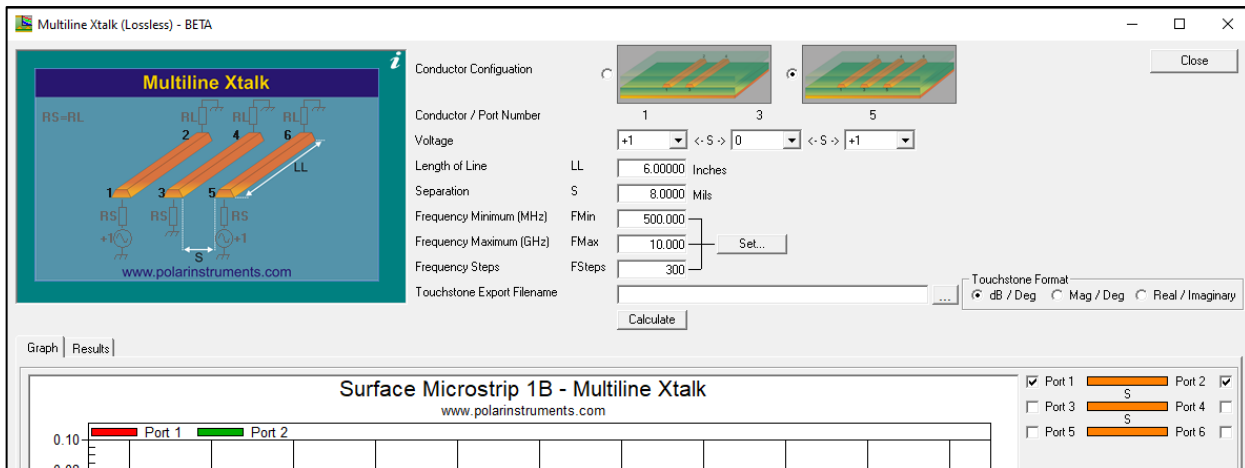 Multiline Xtalk (Lossless) - BETA
i
Multiline Xtalk
RS=RL
RL RL RL
2 4 6
LL
1 3 5
RS RS RS
+1 +1
S
www.polarinstruments.com
Conductor Configuation
Close
Conductor / Port Number 1 3 5
Voltage +1 <- S -> 0 <- S -> +1
Length of Line LL 6.00000 Inches
Separation S 8.0000 Mils
Frequency Minimum (MHz) FMin 500.000
Frequency Maximum (GHz) FMax 10.000 Set...
Frequency Steps FSteps 300
Touchstone Export Filename ...
Touchstone Format
dB / Deg Mag / Deg Real / Imaginary
Calculate
Graph Results
Surface Microstrip 1B - Multiline Xtalk
www.polarinstruments.com
Port 1 Port 2
0.10
Port 1 Port 2
S
Port 3 Port 4
S
Port 5 Port 6